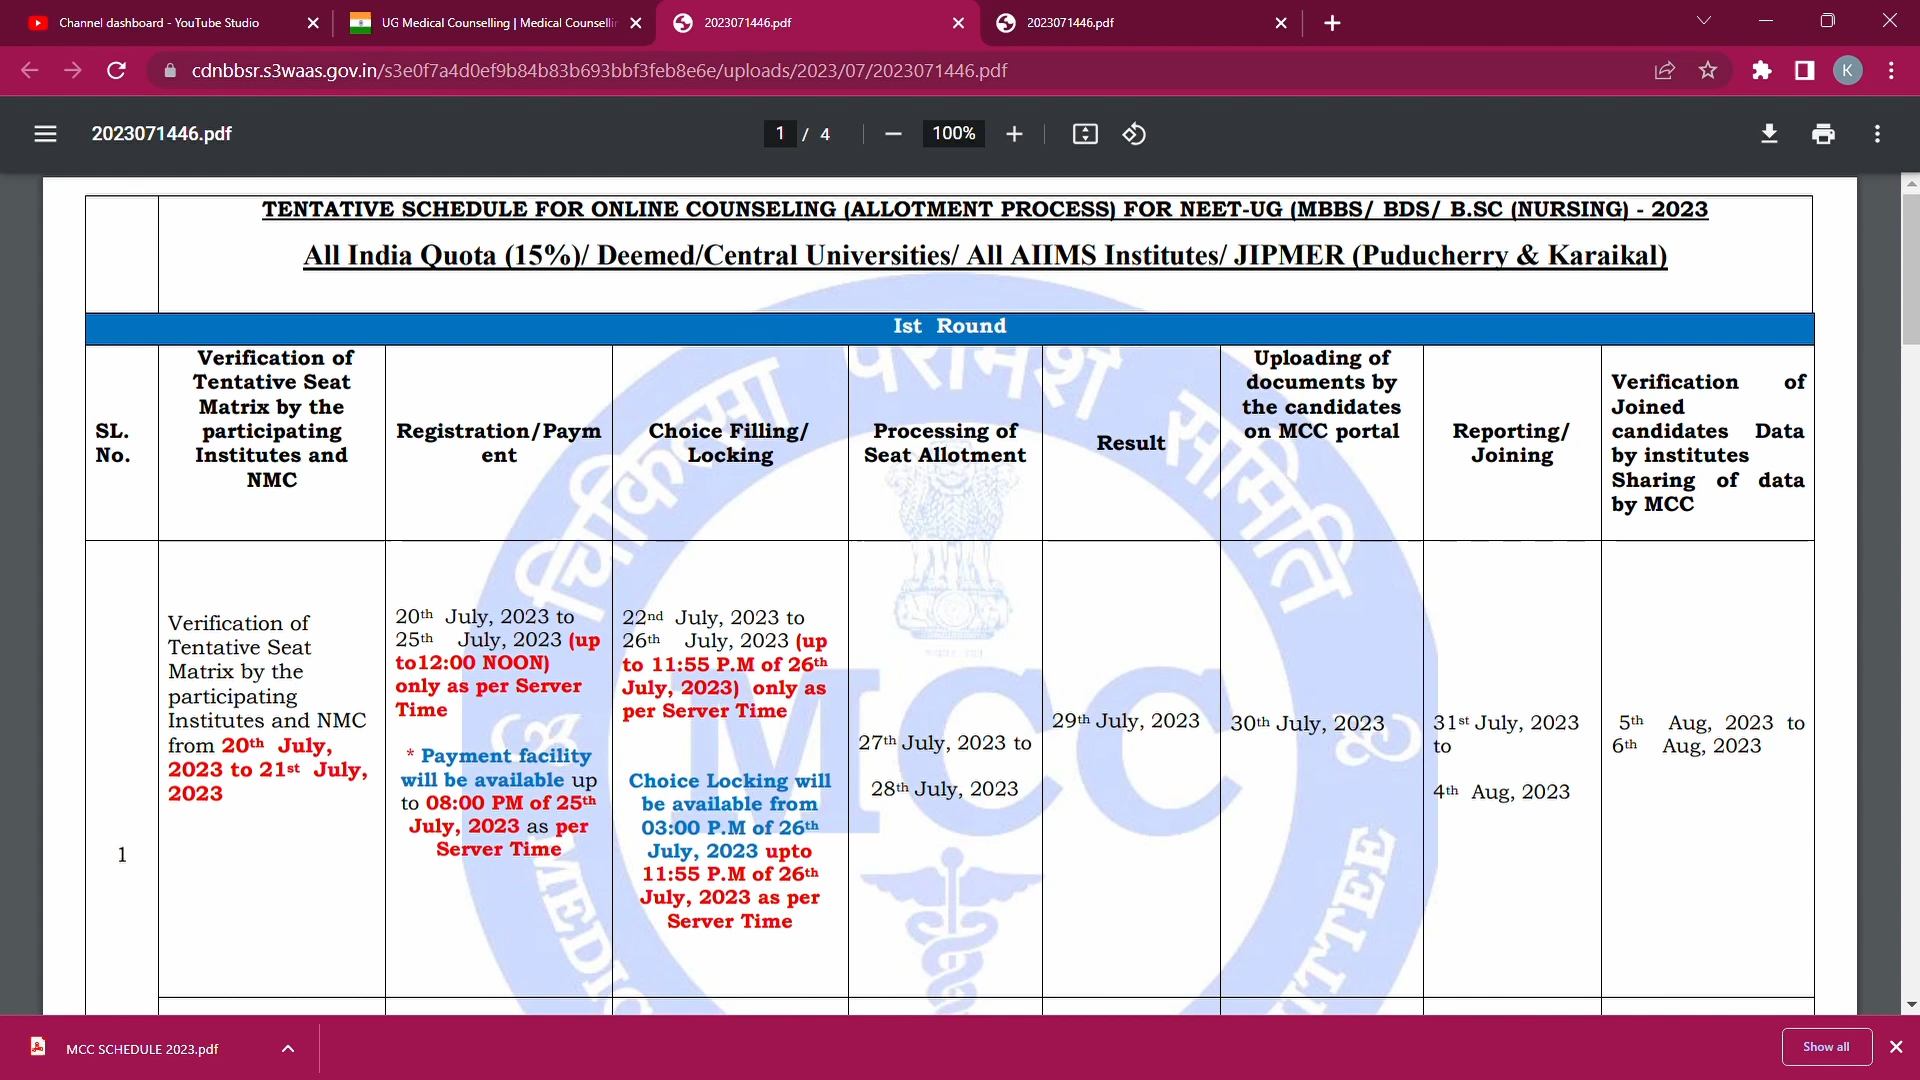 Channel dashboard - YouTube Studio
UG Medical Counselling | Medical Counselli
2023071446.pdf
2023071446.pdf
cdnbbsr.s3waas.gov.in/s3e0f7a4d0ef9b84b83b693bbf3feb8e6e/uploads/2023/07/2023071446.pdf
K
2023071446.pdf
1 / 4
100%
TENTATIVE SCHEDULE FOR ONLINE COUNSELING (ALLOTMENT PROCESS) FOR NEET-UG (MBBS/ BDS/ B.SC (NURSING) - 2023
All India Quota (15%)/ Deemed/Central Universities/ All AIIMS Institutes/ JIPMER (Puducherry & Karaikal)
Ist Round
SL.
No.
Verification of
Tentative Seat
Matrix by the
participating
Institutes and
NMC
Registration/Paym
ent
Choice Filling/
Locking
Processing of
Seat Allotment
Result
Uploading of
documents by
the candidates
on MCC portal
Reporting/
Joining
Verification of
Joined
candidates Data
by institutes
Sharing of data
by MCC
1
Verification of
Tentative Seat
Matrix by the
participating
Institutes and NMC
from 20th July,
2023 to 21st July,
2023
20th July, 2023 to
25th July, 2023 (up
to12:00 NOON)
only as per Server
Time
* Payment facility
will be available up
to 08:00 PM of 25th
July, 2023 as per
Server Time
22nd July, 2023 to
26th July, 2023 (up
to 11:55 P.M of 26th
July, 2023) only as
per Server Time
Choice Locking will
be available from
03:00 P.M of 26th
July, 2023 upto
11:55 P.M of 26th
July, 2023 as per
Server Time
27th July, 2023 to
28th July, 2023
29th July, 2023
30th July, 2023
31st July, 2023
to
4th Aug, 2023
5th Aug, 2023 to
6th Aug, 2023
चिकित्सा परामर्श समिति
MCC
MCC SCHEDULE 2023.pdf
Show all